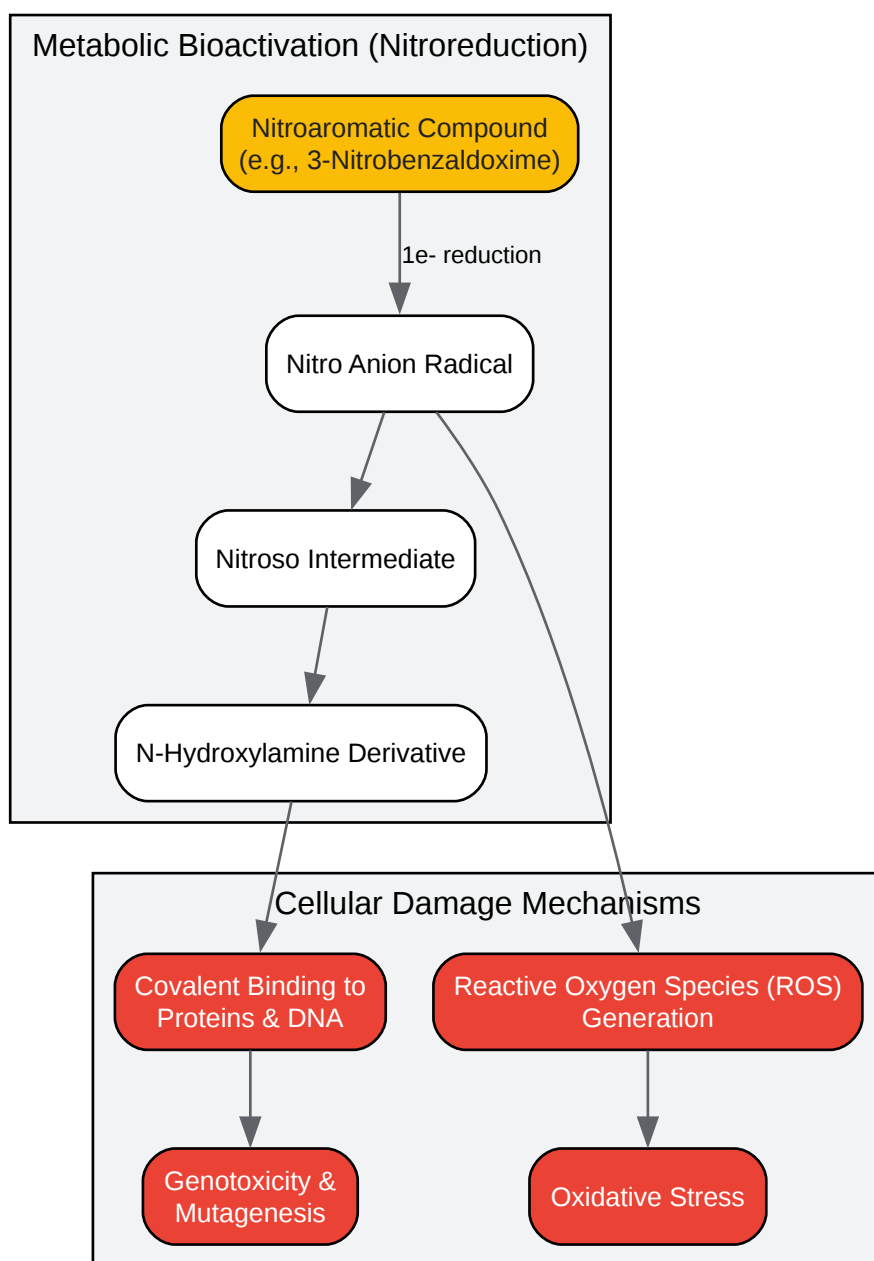 Metabolic Bioactivation (Nitroreduction)
Nitroaromatic Compound
(e.g., 3-Nitrobenzaldoxime)
1e- reduction
Nitro Anion Radical
Nitroso Intermediate
N-Hydroxylamine Derivative
Cellular Damage Mechanisms
Covalent Binding to
Proteins & DNA
Reactive Oxygen Species (ROS)
Generation
Genotoxicity &
Mutagenesis
Oxidative Stress